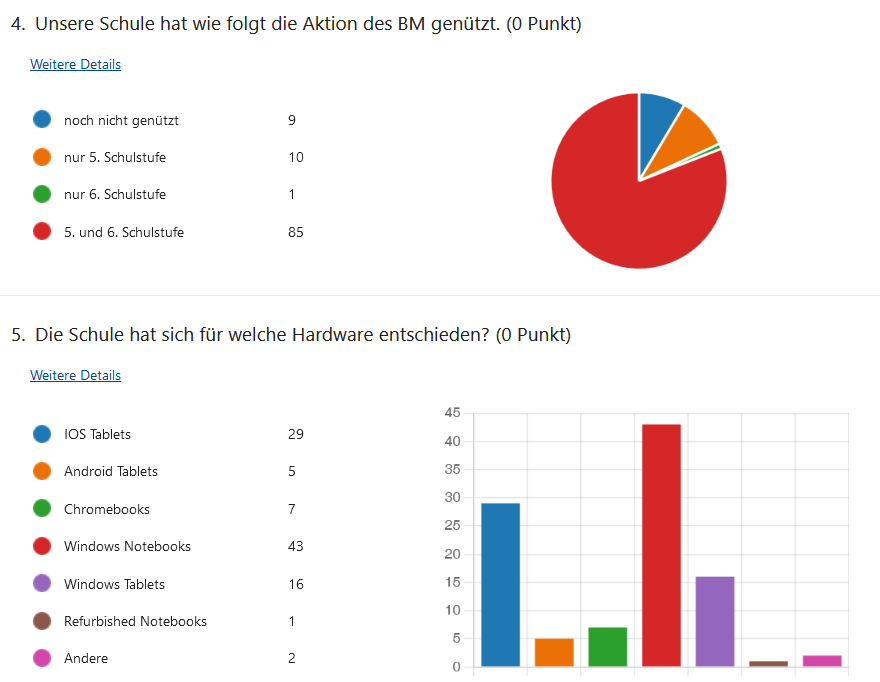 4. Unsere Schule hat wie folgt die Aktion des BM genützt. (0 Punkt)
Weitere Details
noch nicht genützt 9
nur 5. Schulstufe 10
nur 6. Schulstufe 1
5. und 6. Schulstufe 85
5. Die Schule hat sich für welche Hardware entschieden? (0 Punkt)
Weitere Details
IOS Tablets 29
Android Tablets 5
Chromebooks 7
Windows Notebooks 43
Windows Tablets 16
Refurbished Notebooks 1
Andere 2
45
40
35
30
25
20
15
10
5
0